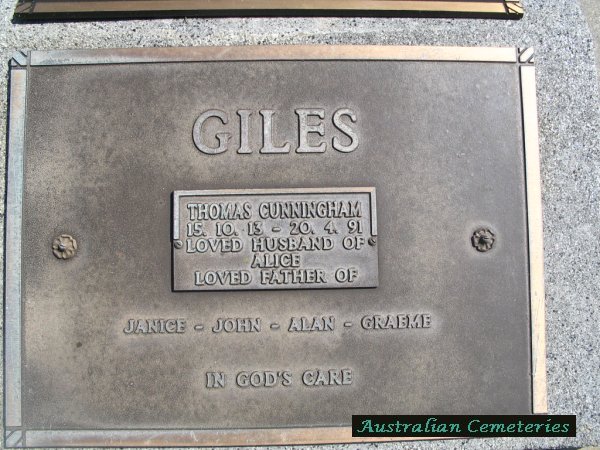 GILES
THOMAS CUNNINGHAM
15. 10. 13 - 20. 4. 91
LOVED HUSBAND OF
ALICE
LOVED FATHER OF
JANICE - JOHN - ALAN - GRAEME
IN GOD'S CARE
Australian Cemeteries